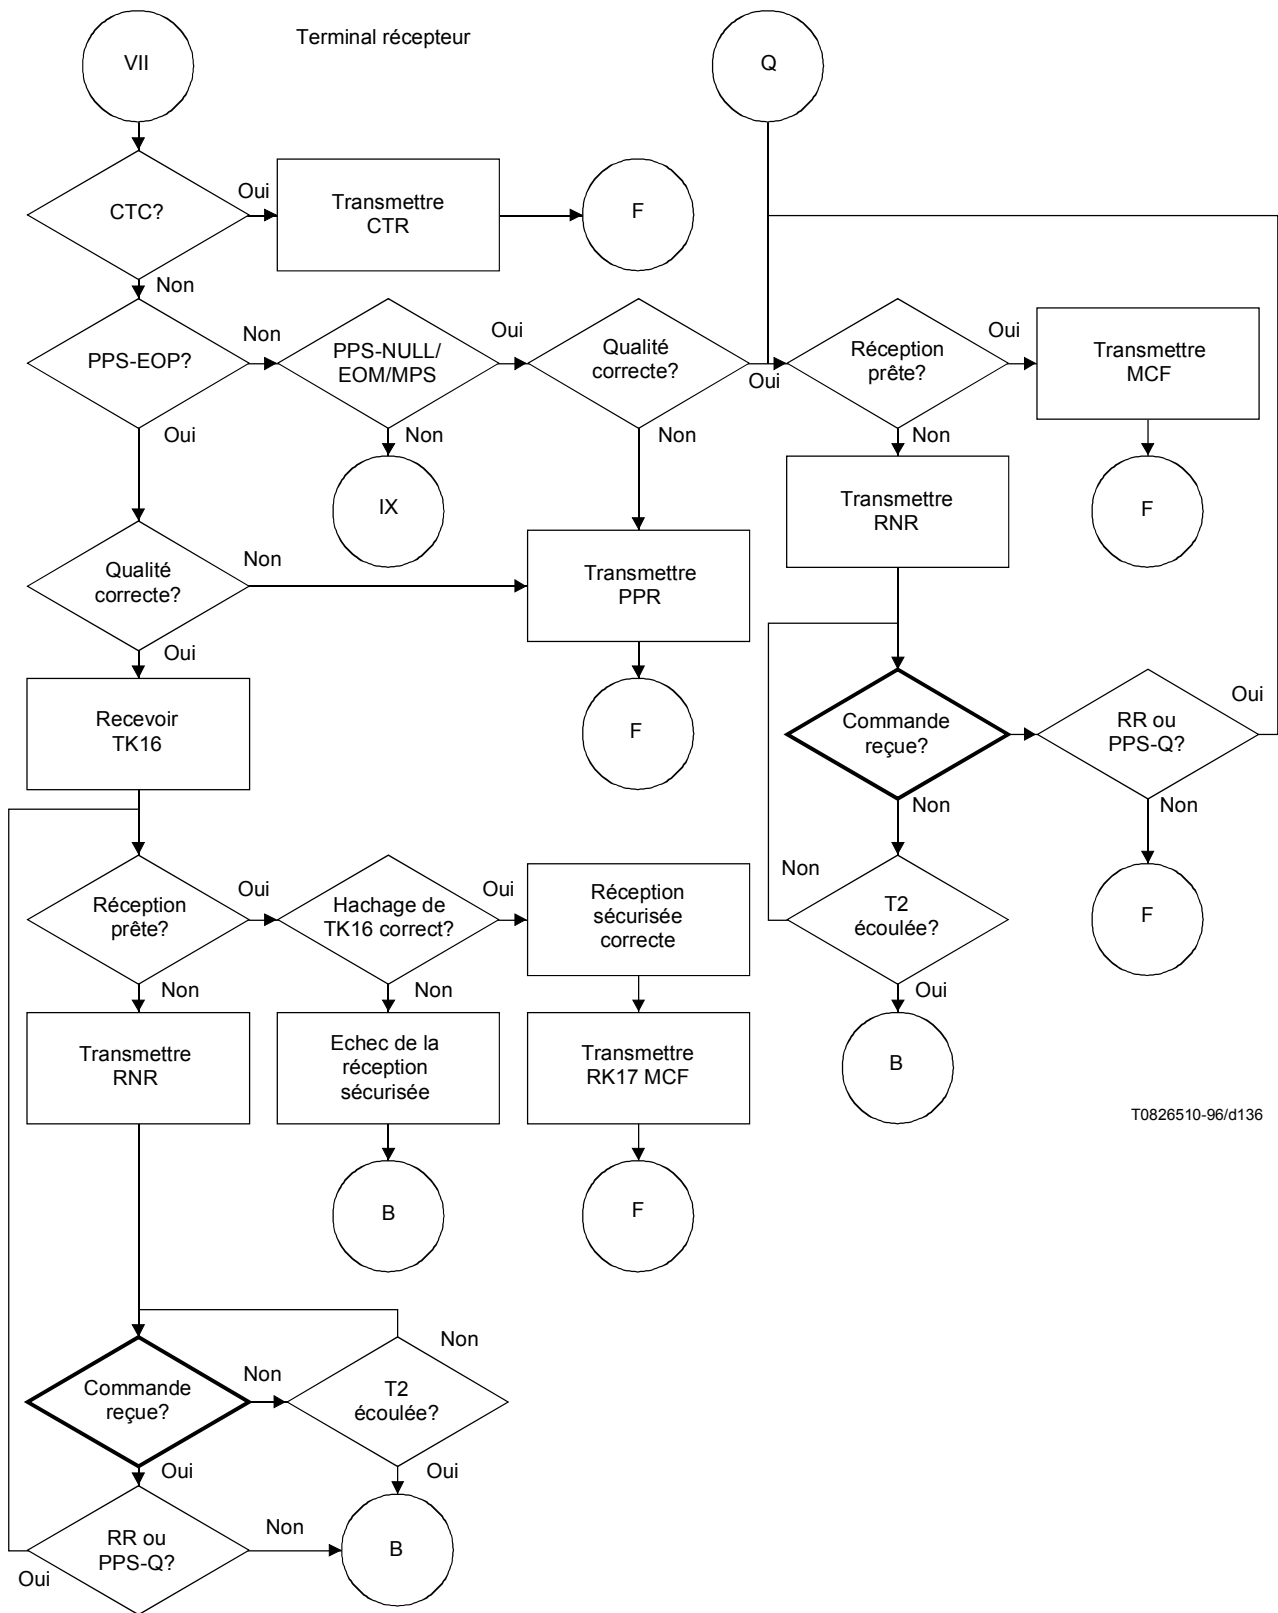 Terminal récepteur
VII
Q
CTC?
Oui
Transmettre
CTR
F
Non
PPS-EOP?
Non
PPS-NULL/
EOM/MPS
Oui
Qualité
correcte?
Oui
Réception
prête?
Oui
Transmettre
MCF
Oui
Non
Non
Non
IX
Transmettre
RNR
F
Qualité
correcte?
Non
Transmettre
PPR
Oui
Recevoir
TK16
F
Commande
reçue?
RR ou
PPS-Q?
Oui
Non
Non
Réception
prête?
Oui
Hachage de
TK16 correct?
Oui
Réception
sécurisée
correcte
Non
T2
écoulée?
F
Non
Non
Oui
Transmettre
RNR
Echec de la
réception
sécurisée
Transmettre
RK17 MCF
B
T0826510-96/d136
B
F
Commande
reçue?
Non
T2
écoulée?
Non
Oui
Oui
RR ou
PPS-Q?
Non
B
Oui